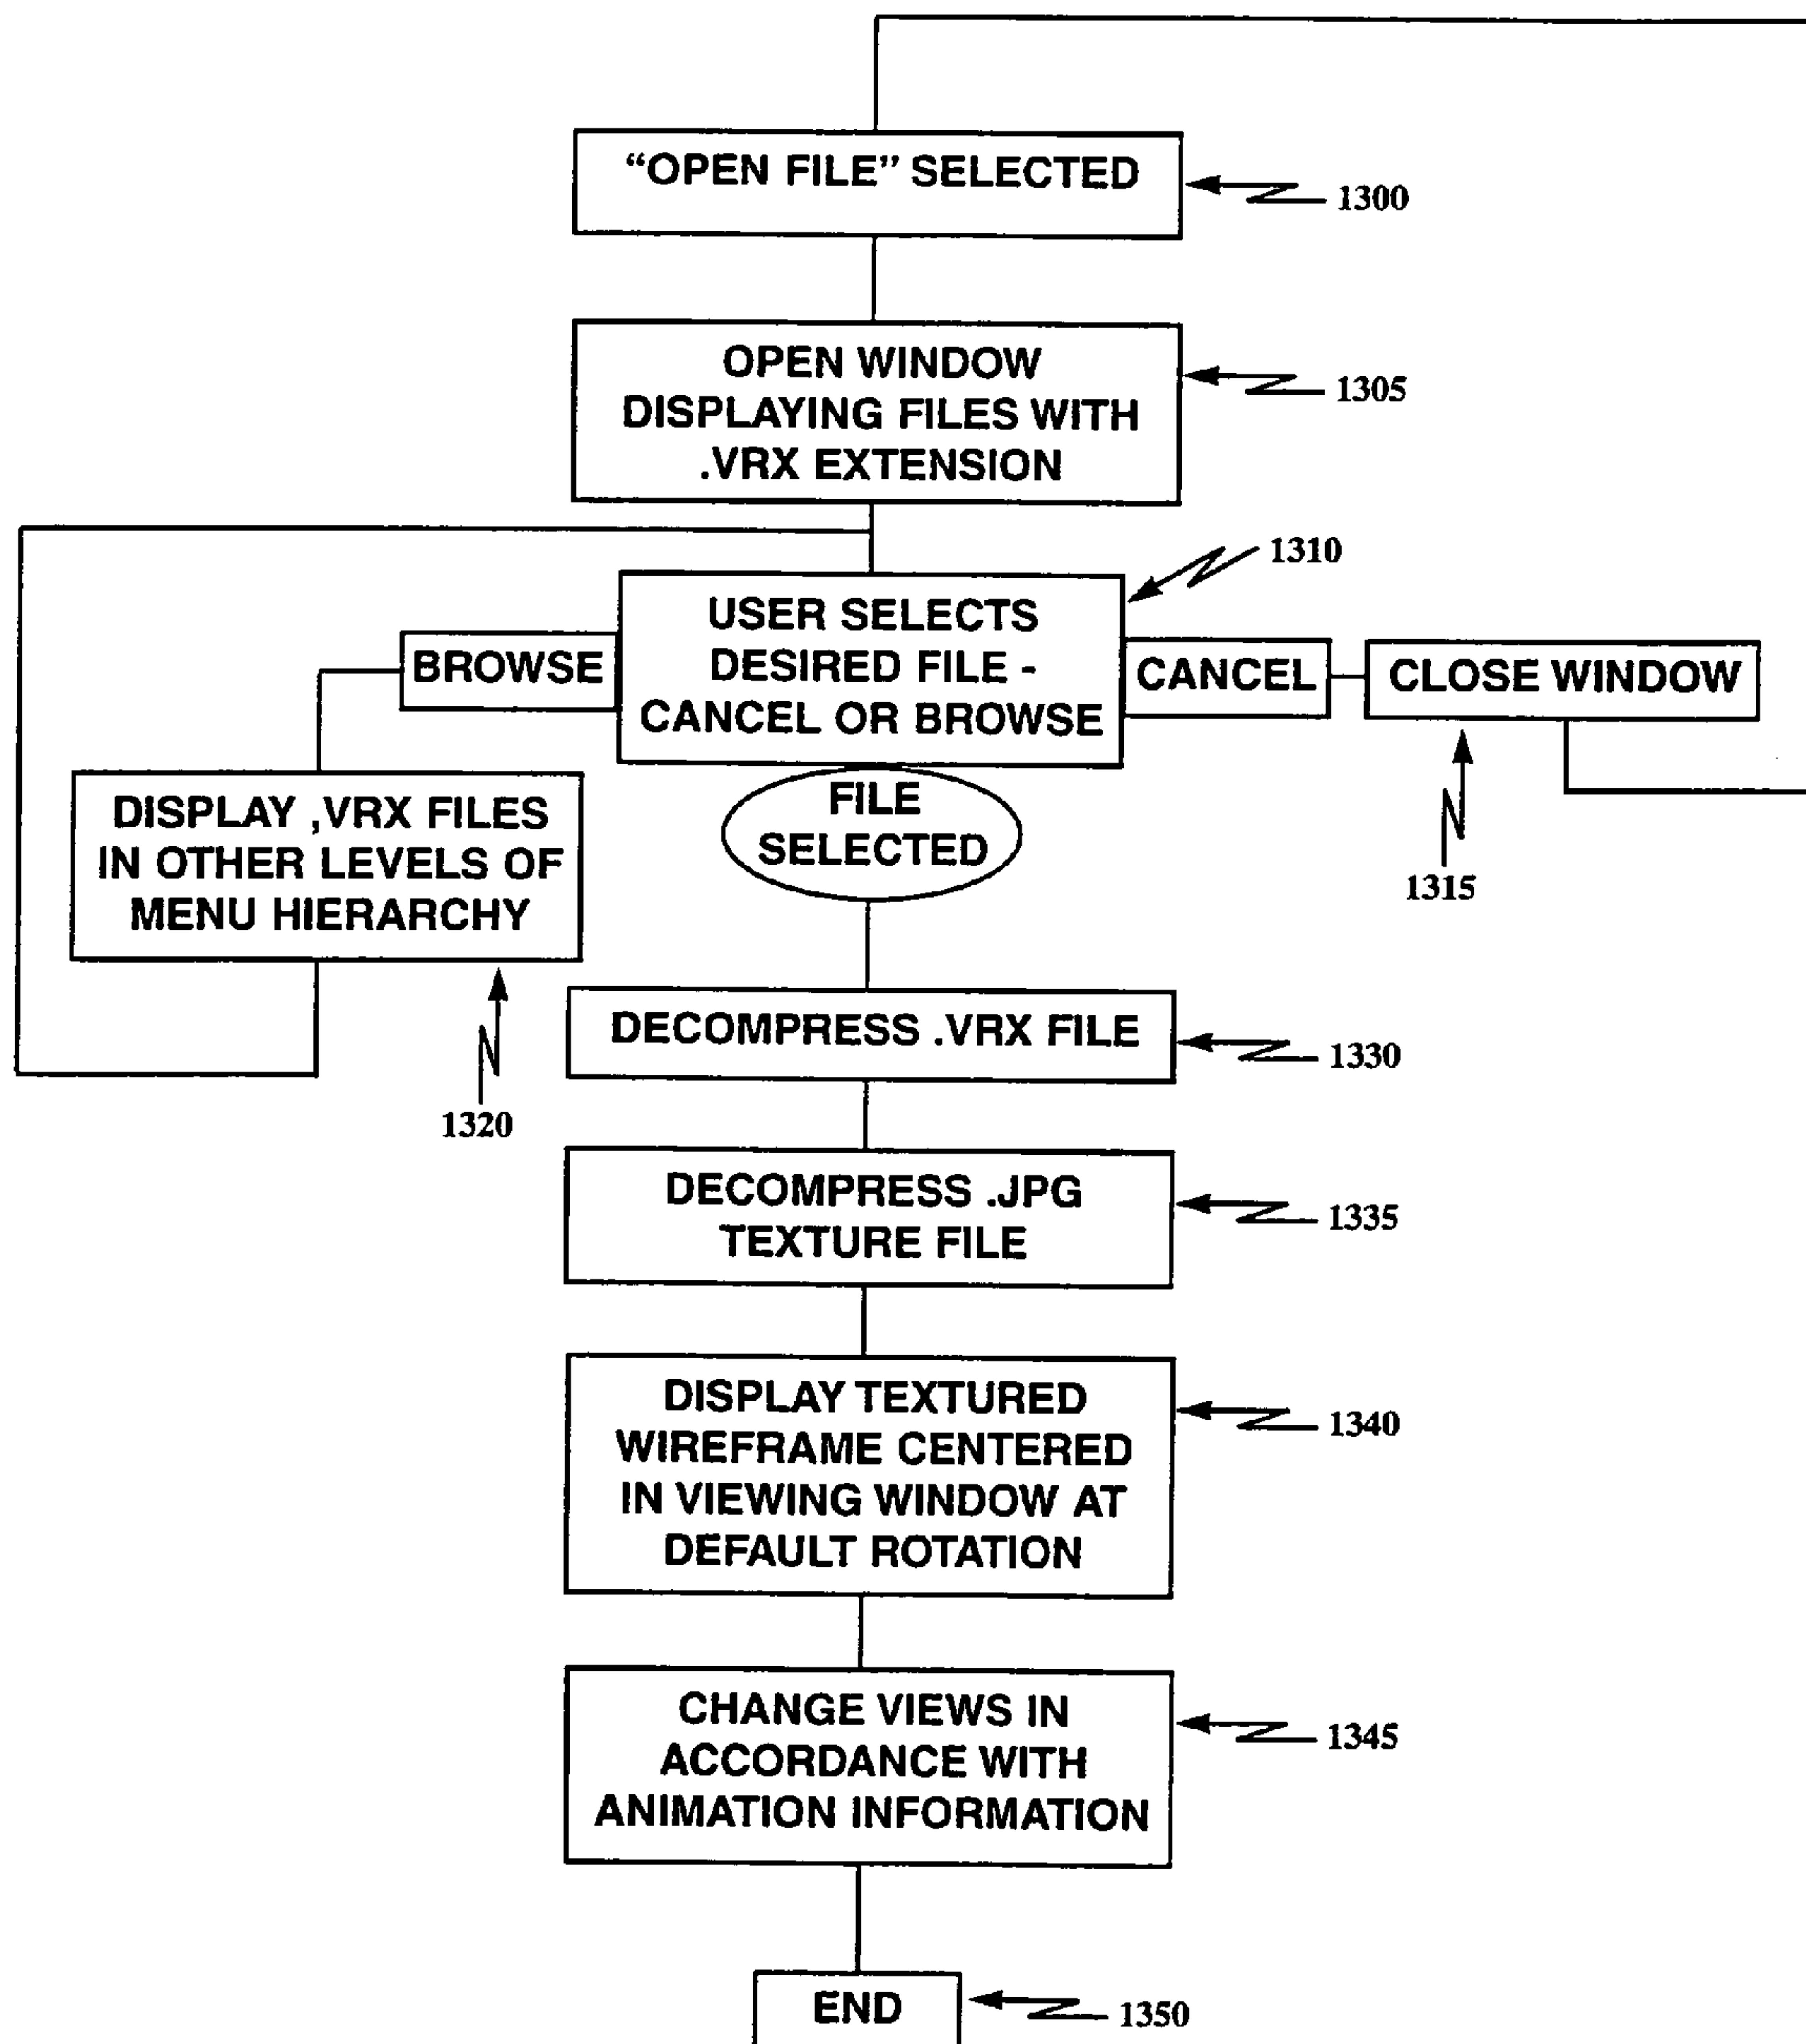 “OPEN FILE” SELECTED
1300
OPEN WINDOW
DISPLAYING FILES WITH
.VRX EXTENSION
1305
1310
USER SELECTS
DESIRED FILE -
CANCEL OR BROWSE
BROWSE
CANCEL
CLOSE WINDOW
1315
FILE
SELECTED
DISPLAY ,VRX FILES
IN OTHER LEVELS OF
MENU HIERARCHY
1320
DECOMPRESS .VRX FILE
1330
DECOMPRESS .JPG
TEXTURE FILE
1335
DISPLAY TEXTURED
WIREFRAME CENTERED
IN VIEWING WINDOW AT
DEFAULT ROTATION
1340
CHANGE VIEWS IN
ACCORDANCE WITH
ANIMATION INFORMATION
1345
END
1350